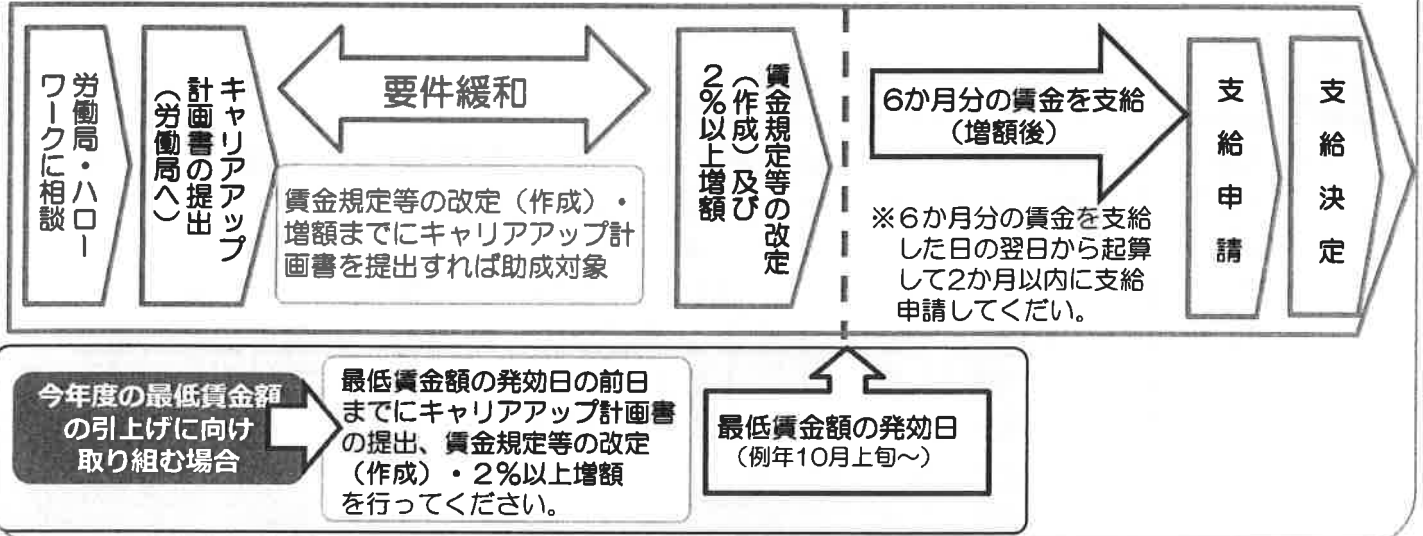 労働局・ハロー
ワークに相談
キャリアアップ
計画書の提出
（労働局へ）
要件緩和
賃金規定等の改定（作成）・
増額までにキャリアアップ計
画書を提出すれば助成対象
賃金規定等の改定
（作成）及び
２％以上増額
6か月分の賃金を支給
（増額後）
※６か月分の賃金を支給
した日の翌日から起算
して2か月以内に支給
申請してくだい。
支給申請
支給決定
今年度の最低賃金額
の引上げに向け
取り組む場合
最低賃金額の発効日の前日
までにキャリアアップ計画書
の提出、賃金規定等の改定
（作成）・２％以上増額
を行ってください。
最低賃金額の発効日
（例年10月上旬～）